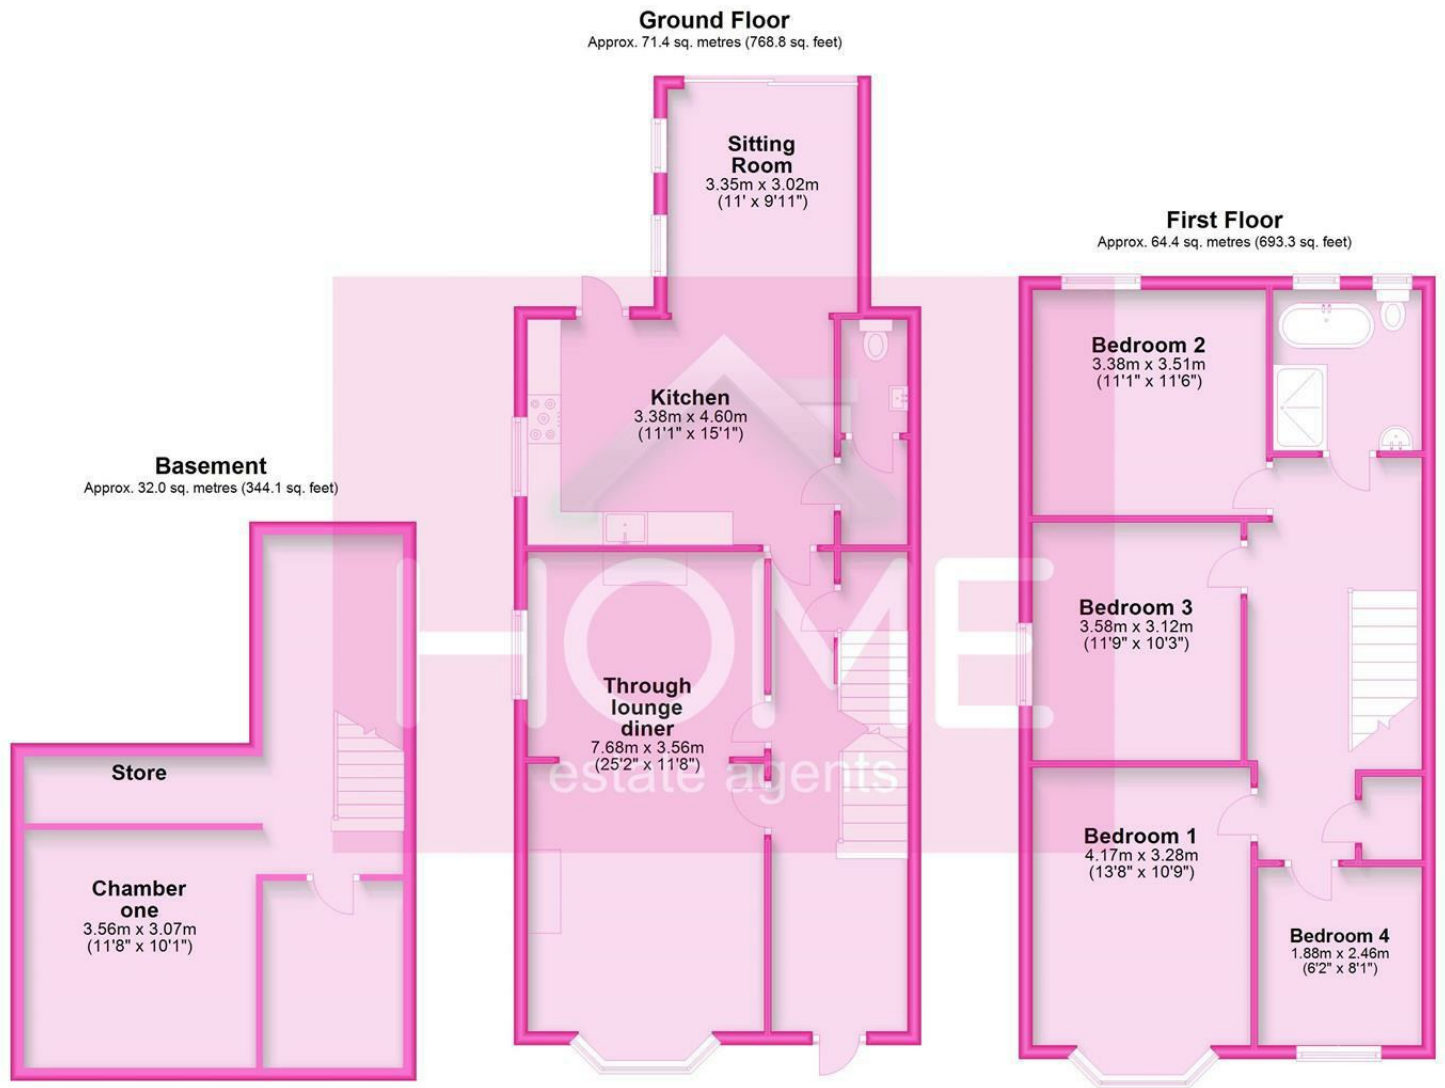 Ground Floor
Approx. 71.4 sq. metres (768.8 sq. feet)
Sitting
Room
3.35m x 3.02m
(11' x 9'11")
Kitchen
3.38m x 4.60m
(11'1" x 15'1")
Through
lounge
diner
7.68m x 3.56m
(25'2" x 11'8")
First Floor
Approx. 64.4 sq. metres (693.3 sq. feet)
Bedroom 2
3.38m x 3.51m
(11'1" x 11'6")
Bedroom 3
3.58m x 3.12m
(11'9" x 10'3")
Bedroom 1
4.17m x 3.28m
(13'8" x 10'9")
Bedroom 4
1.88m x 2.46m
(6'2" x 8'1")
Basement
Approx. 32.0 sq. metres (344.1 sq. feet)
Store
Chamber
one
3.56m x 3.07m
(11'8" x 10'1")
HOME
estate agents